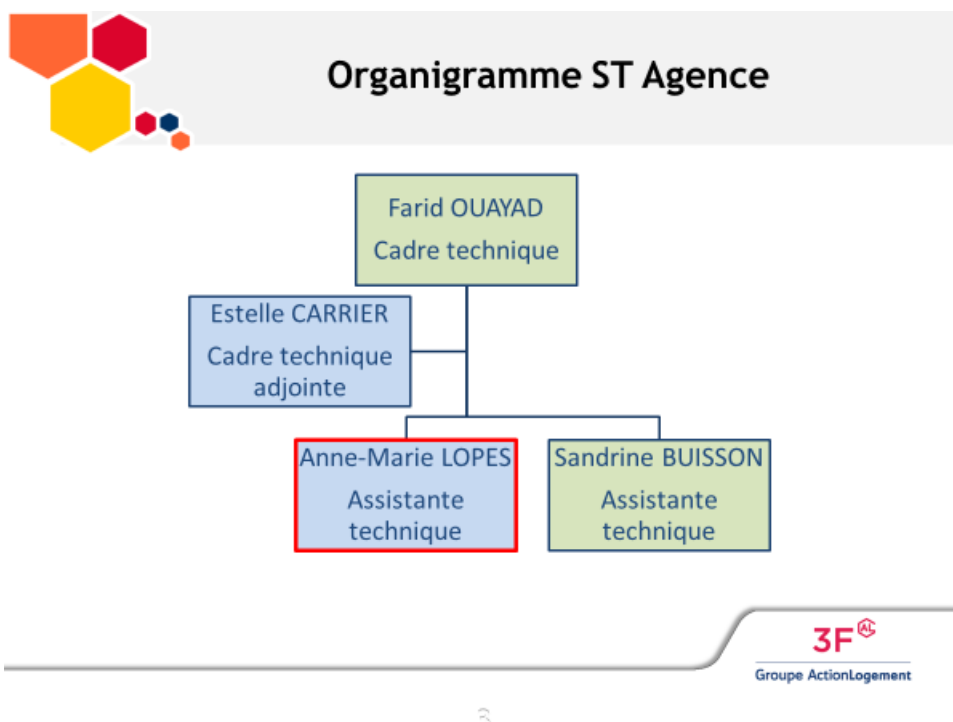 Organigramme ST Agence
Farid OUAYAD
Cadre technique
Estelle CARRIER
Cadre technique
adjointe
Anne-Marie LOPES
Assistante
technique
Sandrine BUISSON
Assistante
technique
3F AL
Groupe ActionLogement